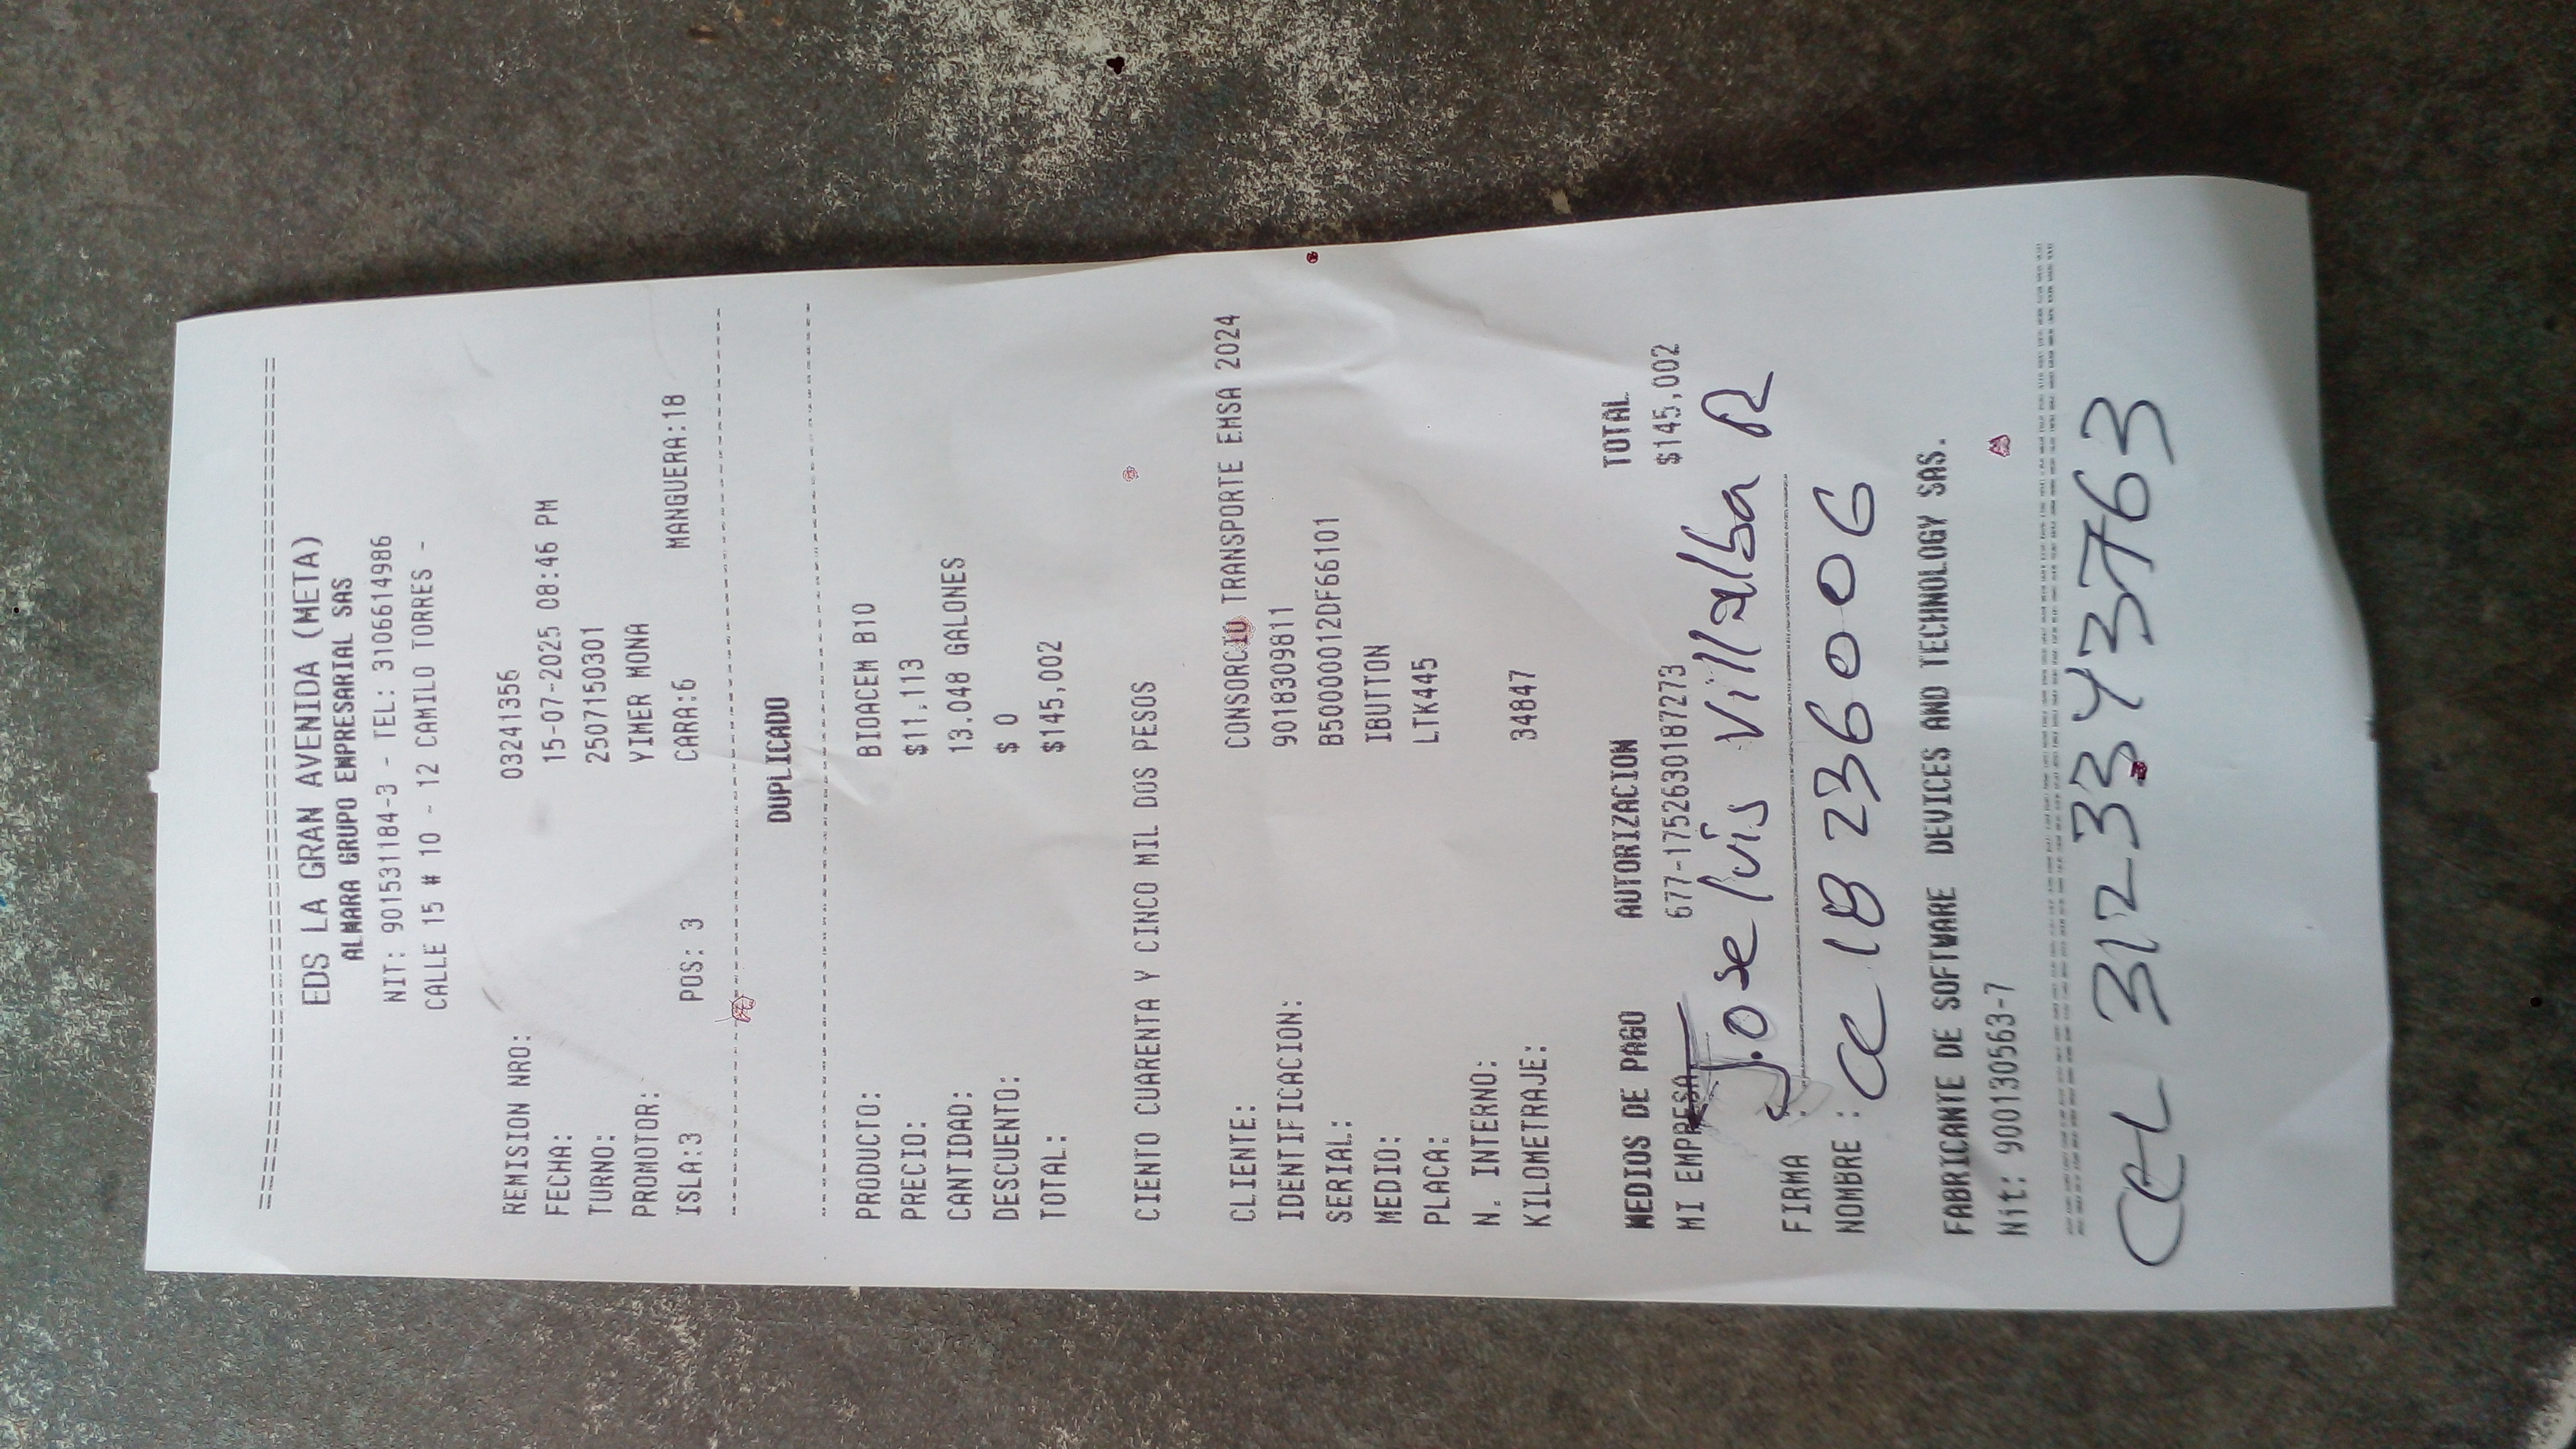 EDS LA GRAN AVENIDA (META)
ALMARA GRUPO EMPRESARIAL SAS
NIT: 901531184-3 - TEL: 3106614986
CALLE 15 # 10 - 12 CAMILO TORRES -
REMISION NRO: 03241356
FECHA: 15-07-2025 08:46 PM
TURNO: 2507150301
PROMOTOR: YIMER MONA
ISLA:3 POS: 3 CARA:6 MANGUERA:18
DUPLICADO
PRODUCTO: BIOACEM B10
PRECIO: $11,113
CANTIDAD: 13.048 GALONES
DESCUENTO: $ 0
TOTAL: $145,002
CIENTO CUARENTA Y CINCO MIL DOS PESOS
CLIENTE: CONSORCIO TRANSPORTE EMSA 2024
IDENTIFICACION: 901830981​1
SERIAL: B50000012DF66101
MEDIO: IBUTTON
PLACA: LTK445
N. INTERNO:
KILOMETRAJE: 34847
MEDIOS DE PAGO AUTORIZACION TOTAL
MI EMPRESA 677-1752630187273 $145,002
Jose luis Villalba R
FIRMA :
NOMBRE : CC 18 236006
FABRICANTE DE SOFTWARE DEVICES AND TECHNOLOGY SAS.
Nit: 900130563-7
CEL 3123343763